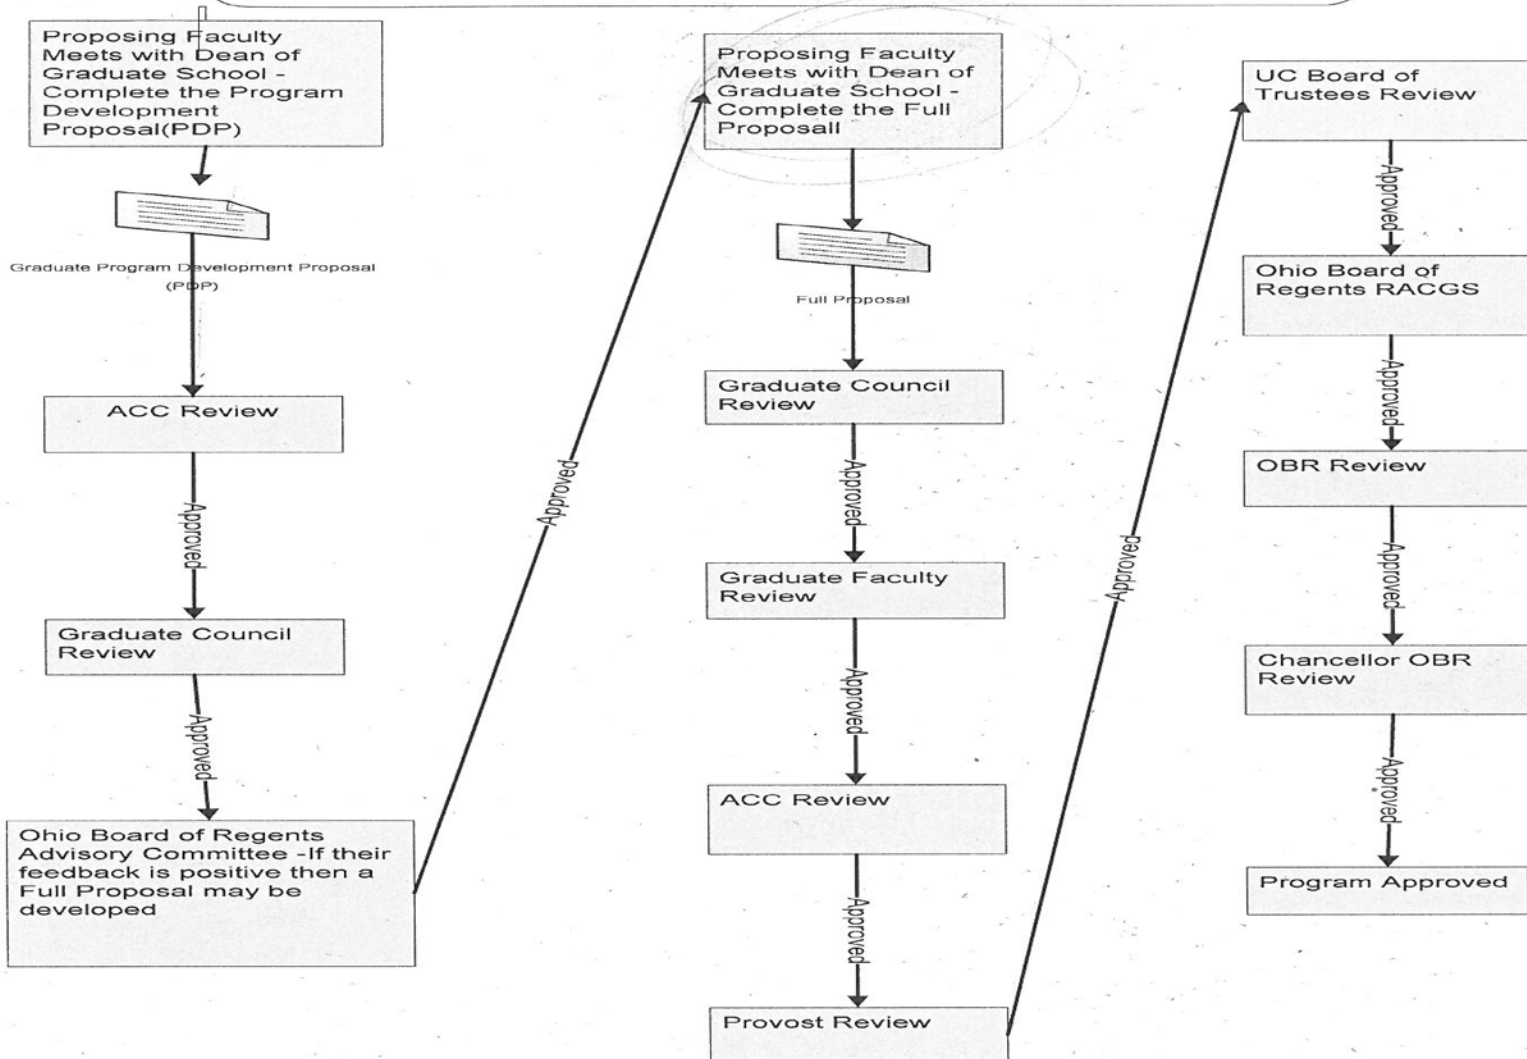 Proposing Faculty
Meets with Dean of
Graduate School -
Complete the Program
Development
Proposal(PDP)
Graduate Program Development Proposal
(PDP)
ACC Review
Approved
Graduate Council
Review
Approved
Ohio Board of Regents
Advisory Committee -If their
feedback is positive then a
Full Proposal may be
developed
Approved
Proposing Faculty
Meets with Dean of
Graduate School -
Complete the Full
Proposall
Full Proposal
Graduate Council
Review
Approved
Graduate Faculty
Review
Approved
ACC Review
Approved
Provost Review
Approved
UC Board of
Trustees Review
Approved
Ohio Board of
Regents RACGS
Approved
OBR Review
Approved
Chancellor OBR
Review
Approved
Program Approved